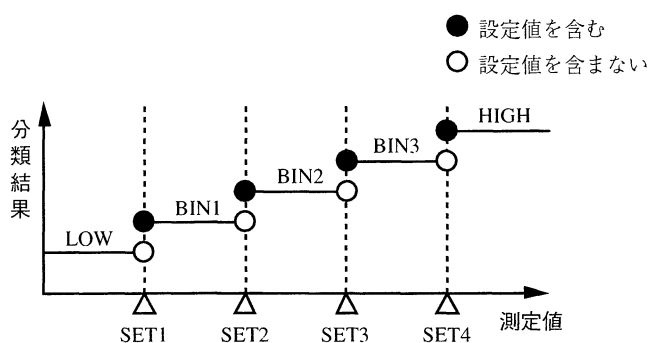 設定値を含む
設定値を含まない
分類結果
HIGH
BIN3
BIN2
BIN1
LOW
SET1 SET2 SET3 SET4
測定値